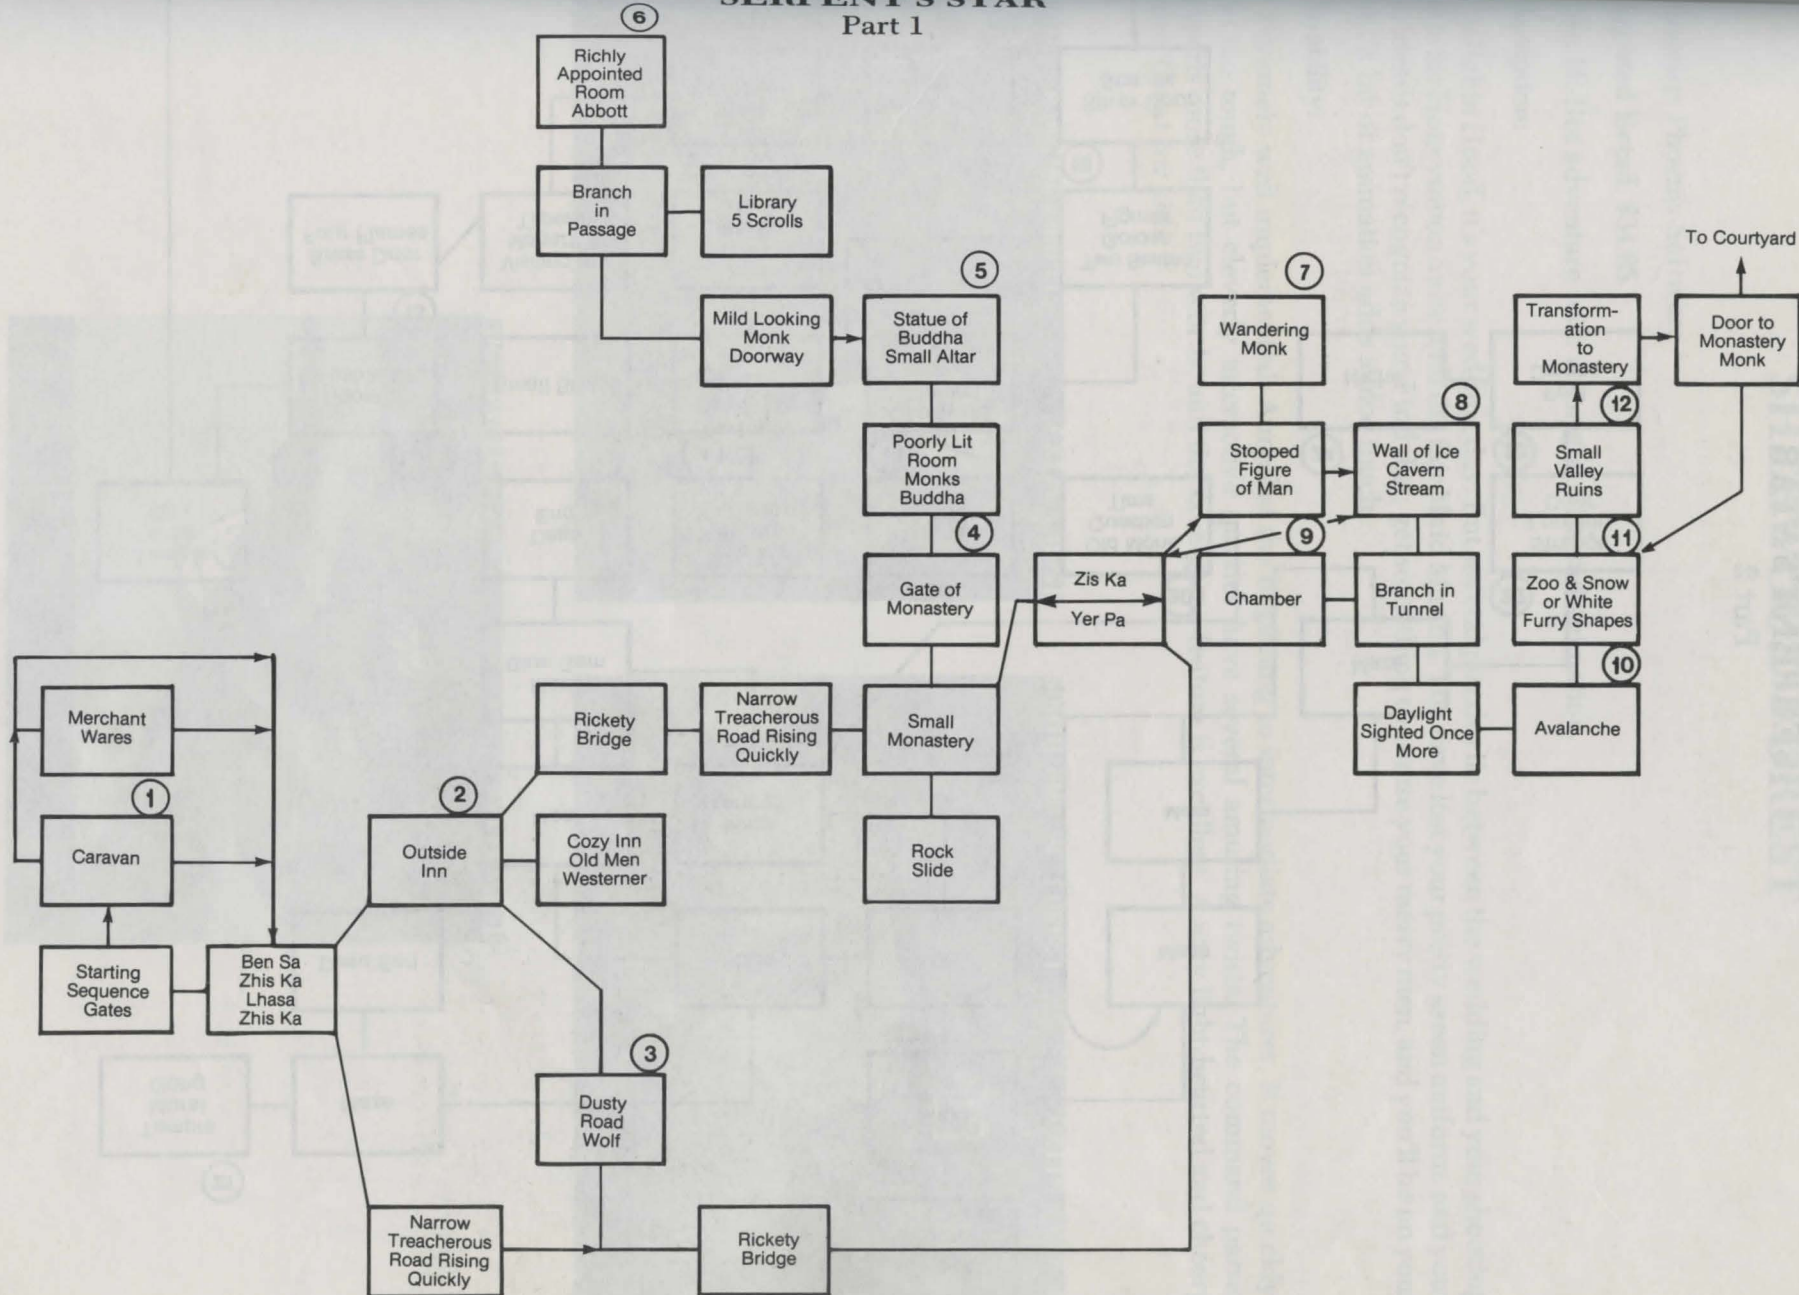 SERPENT'S STAR
Part 1
6
Richly
Appointed
Room
Abbott
Branch
in
Passage
Library
5 Scrolls
5
Mild Looking
Monk
Doorway
Statue of
Buddha
Small Altar
7
Wandering
Monk
To Courtyard
Transform-
ation
to
Monastery
Door to
Monastery
Monk
Poorly Lit
Room
Monks
Buddha
Stooped
Figure
of Man
8
Wall of Ice
Cavern
Stream
12
Small
Valley
Ruins
4
Gate of
Monastery
Zis Ka
Yer Pa
9
Chamber
Branch in
Tunnel
11
Zoo & Snow
or White
Furry Shapes
Merchant
Wares
Rickety
Bridge
Narrow
Treacherous
Road Rising
Quickly
Small
Monastery
Daylight
Sighted Once
More
10
Avalanche
1
Caravan
2
Outside
Inn
Cozy Inn
Old Men
Westerner
Rock
Slide
Starting
Sequence
Gates
Ben Sa
Zhis Ka
Lhasa
Zhis Ka
3
Dusty
Road
Wolf
Narrow
Treacherous
Road Rising
Quickly
Rickety
Bridge